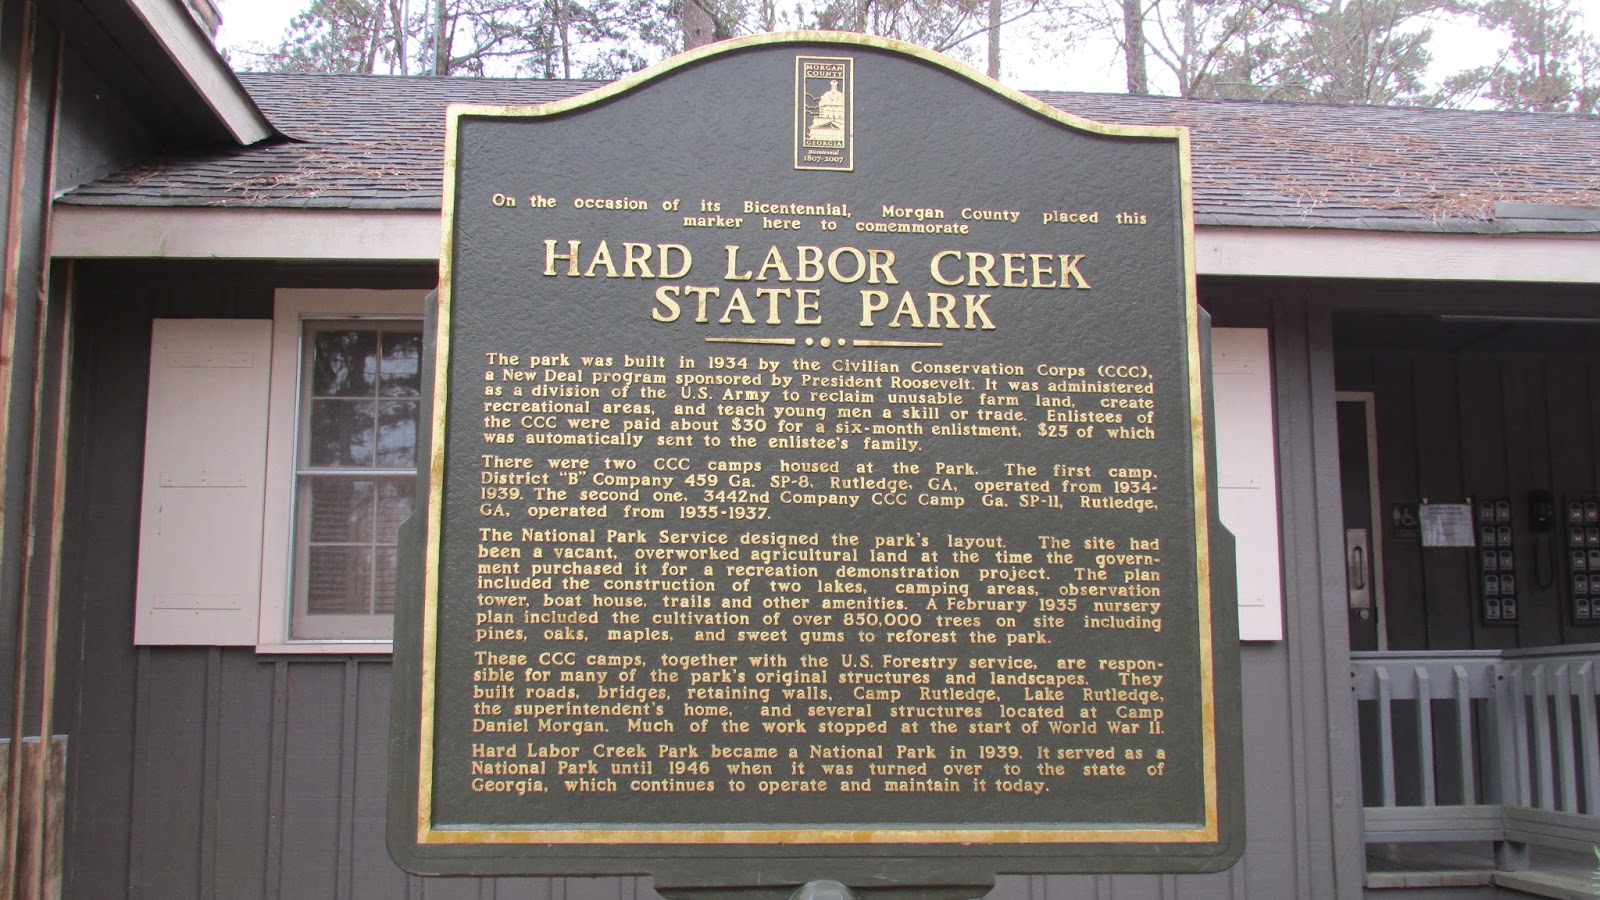 MORGAN
COUNTY
GEORGIA
Bicentennial
1807-2007
On the occasion of its Bicentennial, Morgan County placed this
marker here to comemmorate
HARD LABOR CREEK
STATE PARK
The park was built in 1934 by the Civilian Conservation Corps (CCC),
a New Deal program sponsored by President Roosevelt. It was administered
as a division of the U.S. Army to reclaim unusable farm land, create
recreational areas, and teach young men a skill or trade. Enlistees of
the CCC were paid about $30 for a six-month enlistment, $25 of which
was automatically sent to the enlistee's family.
There were two CCC camps housed at the Park. The first camp,
District "B" Company 459 Ga. SP-8, Rutledge, GA, operated from 1934-
1939. The second one, 3442nd Company CCC Camp Ga. SP-11, Rutledge,
GA, operated from 1935-1937.
The National Park Service designed the park's layout. The site had
been a vacant, overworked agricultural land at the time the govern-
ment purchased it for a recreation demonstration project. The plan
included the construction of two lakes, camping areas, observation
tower, boat house, trails and other amenities. A February 1935 nursery
plan included the cultivation of over 850,000 trees on site including
pines, oaks, maples, and sweet gums to reforest the park.
These CCC camps, together with the U.S. Forestry service, are respon-
sible for many of the park's original structures and landscapes. They
built roads, bridges, retaining walls, Camp Rutledge, Lake Rutledge,
the superintendent's home, and several structures located at Camp
Daniel Morgan. Much of the work stopped at the start of World War II.
Hard Labor Creek Park became a National Park in 1939. It served as a
National Park until 1946 when it was turned over to the state of
Georgia, which continues to operate and maintain it today.